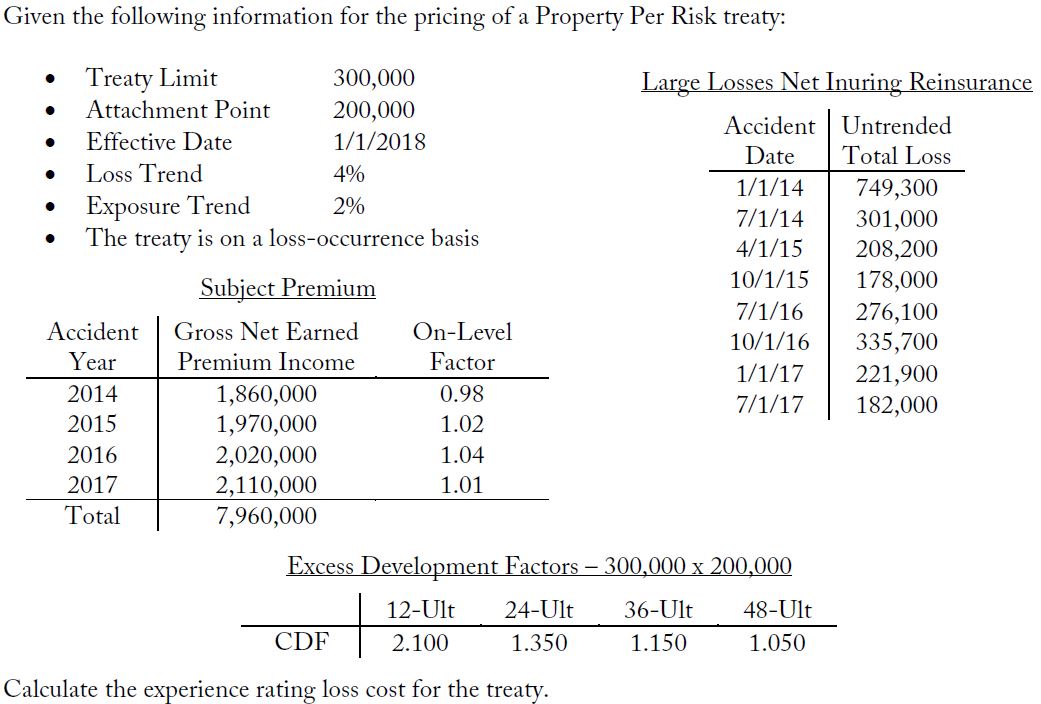 Given the following information for the pricing of a Property Per Risk treaty:
• Treaty Limit 300,000
• Attachment Point 200,000
• Effective Date 1/1/2018
• Loss Trend 4%
• Exposure Trend 2%
• The treaty is on a loss-occurrence basis
Subject Premium
Accident Gross Net Earned On-Level
Year Premium Income Factor
2014 1,860,000 0.98
2015 1,970,000 1.02
2016 2,020,000 1.04
2017 2,110,000 1.01
Total 7,960,000
Large Losses Net Inuring Reinsurance
Accident Untrended
Date Total Loss
1/1/14 749,300
7/1/14 301,000
4/1/15 208,200
10/1/15 178,000
7/1/16 276,100
10/1/16 335,700
1/1/17 221,900
7/1/17 182,000
Excess Development Factors – 300,000 x 200,000
12-Ult 24-Ult 36-Ult 48-Ult
CDF 2.100 1.350 1.150 1.050
Calculate the experience rating loss cost for the treaty.